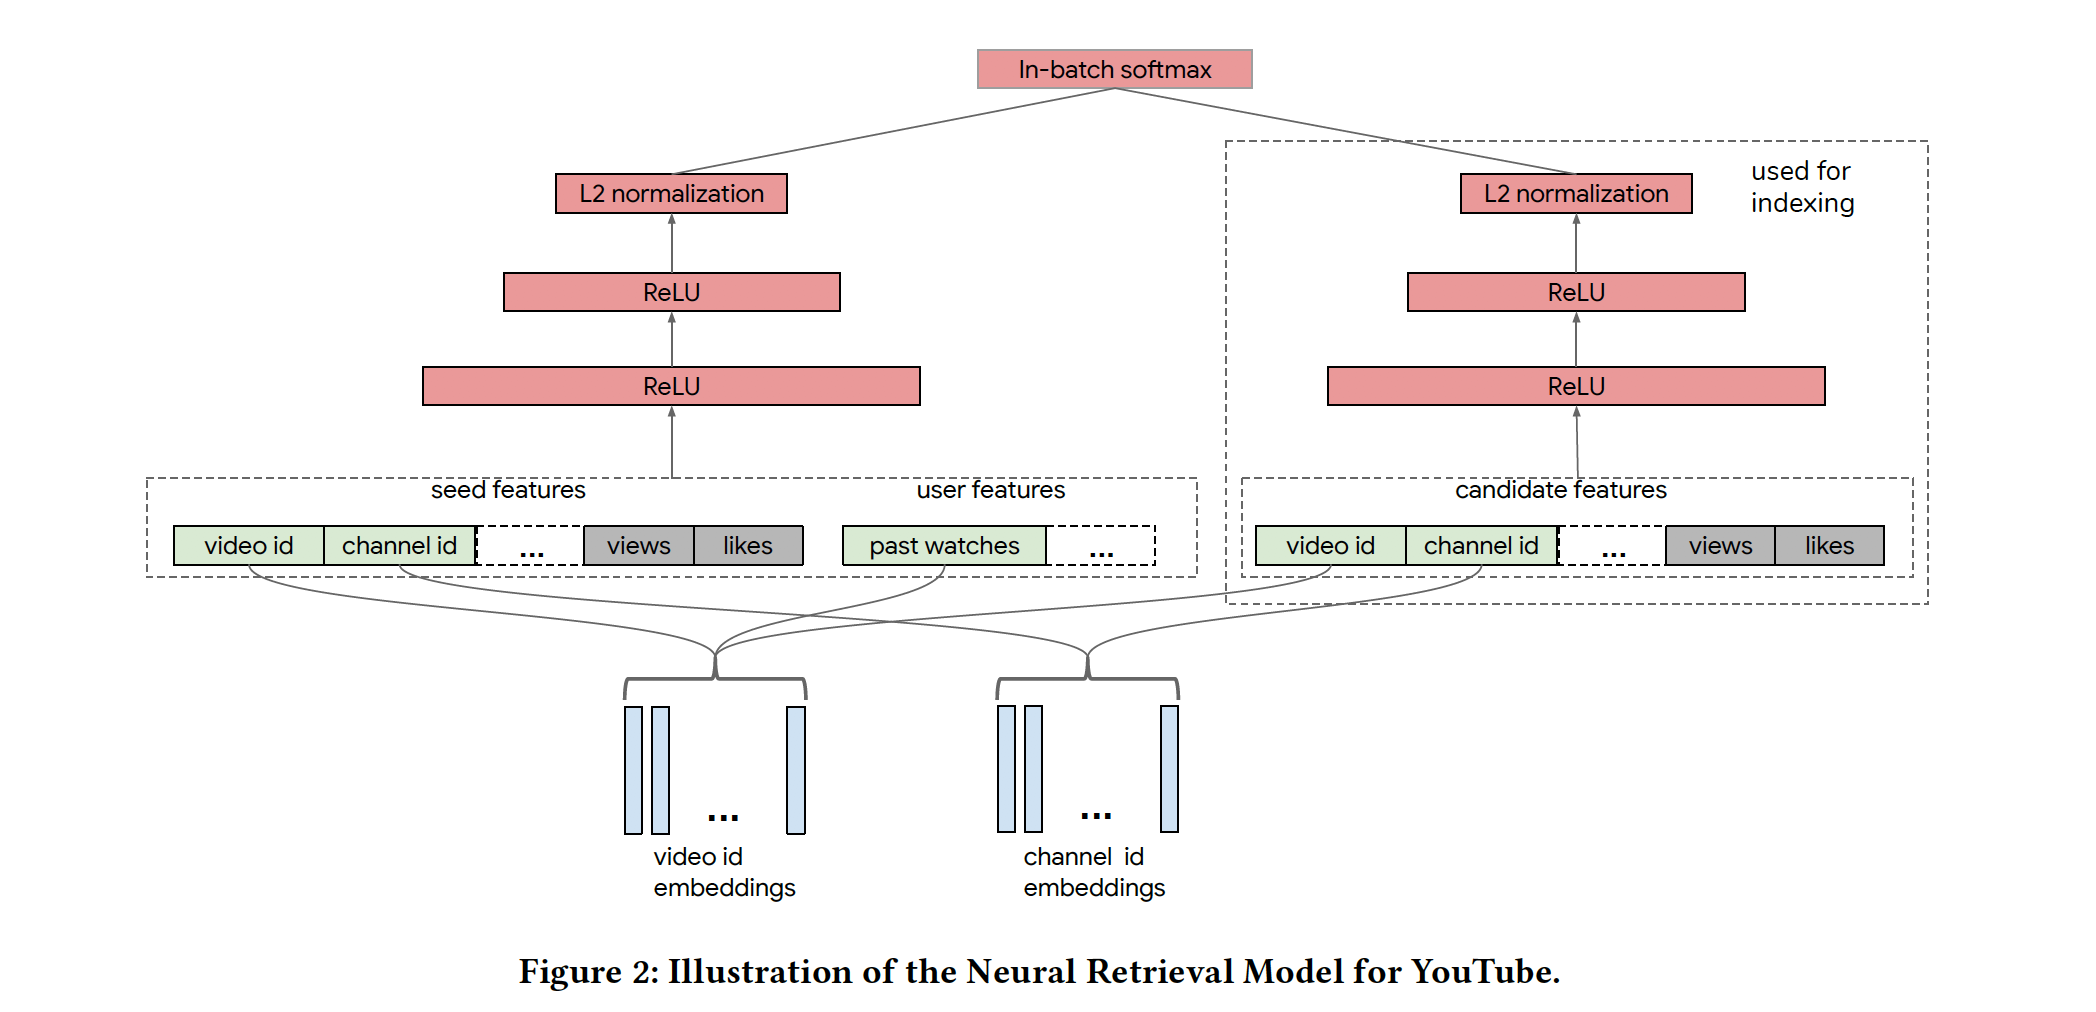 In-batch softmax
L2 normalization
L2 normalization
used for
indexing
ReLU
ReLU
ReLU
ReLU
seed features
user features
candidate features
video id
channel id
...
views
likes
past watches
...
video id
channel id
...
views
likes
...
...
video id
embeddings
channel id
embeddings
Figure 2: Illustration of the Neural Retrieval Model for YouTube.